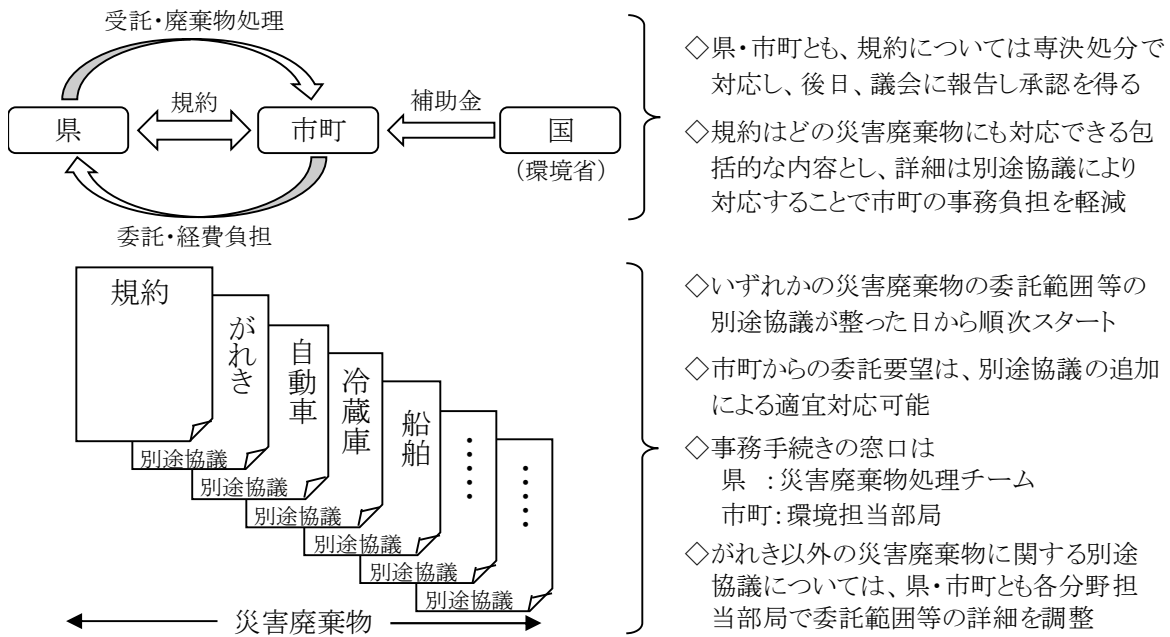 受託・廃棄物処理
県
規約
市町
補助金
国
(環境省)
委託・経費負担
◇県・市町とも、規約については専決処分で
対応し、後日、議会に報告し承認を得る
◇規約はどの災害廃棄物にも対応できる包
括的な内容とし、詳細は別途協議により
対応することで市町の事務負担を軽減
規約
がれき
自動車
冷蔵庫
船舶
・・・・・
・・・・・
別途協議
別途協議
別途協議
別途協議
別途協議
別途協議
災害廃棄物
◇いずれかの災害廃棄物の委託範囲等の
別途協議が整った日から順次スタート
◇市町からの委託要望は、別途協議の追加
による適宜対応可能
◇事務手続きの窓口は
県 :災害廃棄物処理チーム
市町:環境担当部局
◇がれき以外の災害廃棄物に関する別途
協議については、県・市町とも各分野担
当部局で委託範囲等の詳細を調整